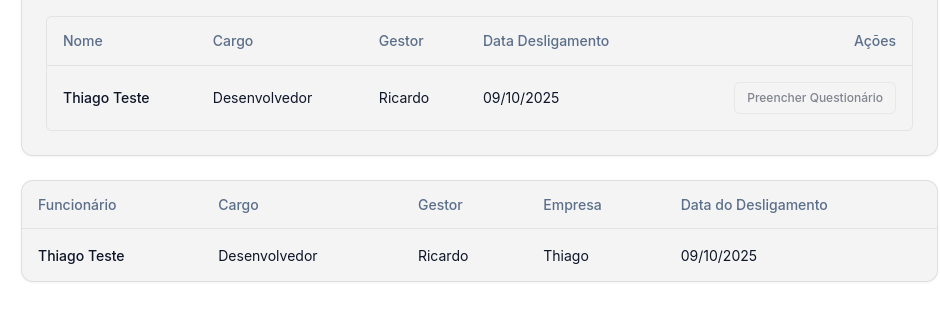 Nome Cargo Gestor Data Desligamento Ações
Thiago Teste Desenvolvedor Ricardo 09/10/2025 Preencher Questionário
Funcionário Cargo Gestor Empresa Data do Desligamento
Thiago Teste Desenvolvedor Ricardo Thiago 09/10/2025